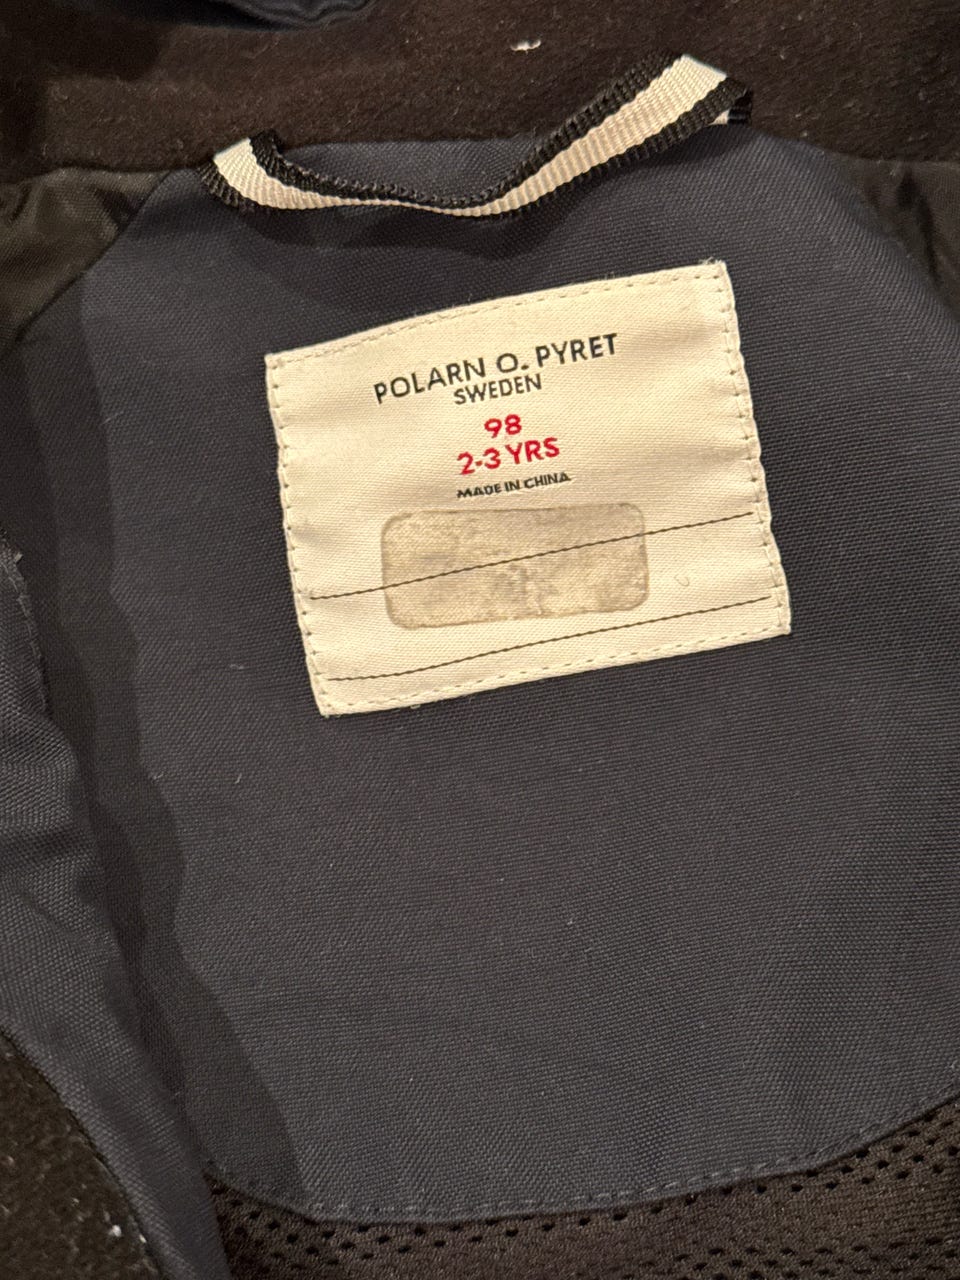 POLARN O. PYRET
SWEDEN
98
2-3 YRS
MADE IN CHINA